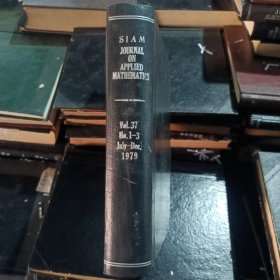 SIAM
JOURNAL
ON
APPLIED
MATHEMATICS
Vol. 37
No. 1-3
July-Dec.
1979